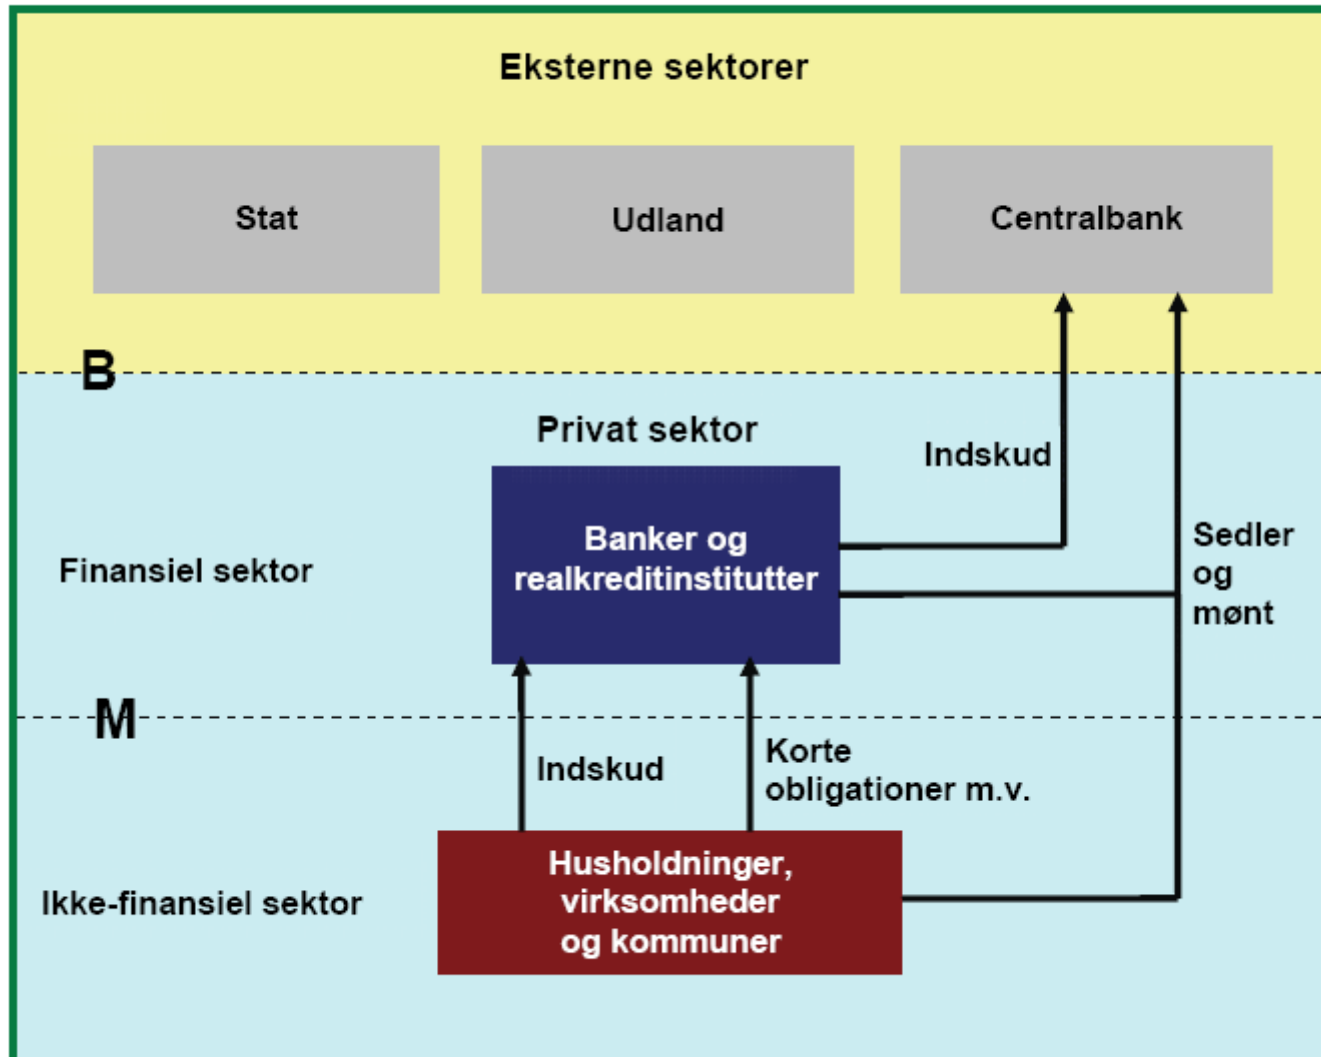 Eksterne sektorer
Stat
Udland
Centralbank
B
Privat sektor
Indskud
Finansiel sektor
Banker og
realkreditinstitutter
Sedler
og
mønt
M
Indskud
Korte
obligationer m.v.
Ikke-finansiel sektor
Husholdninger,
virksomheder
og kommuner